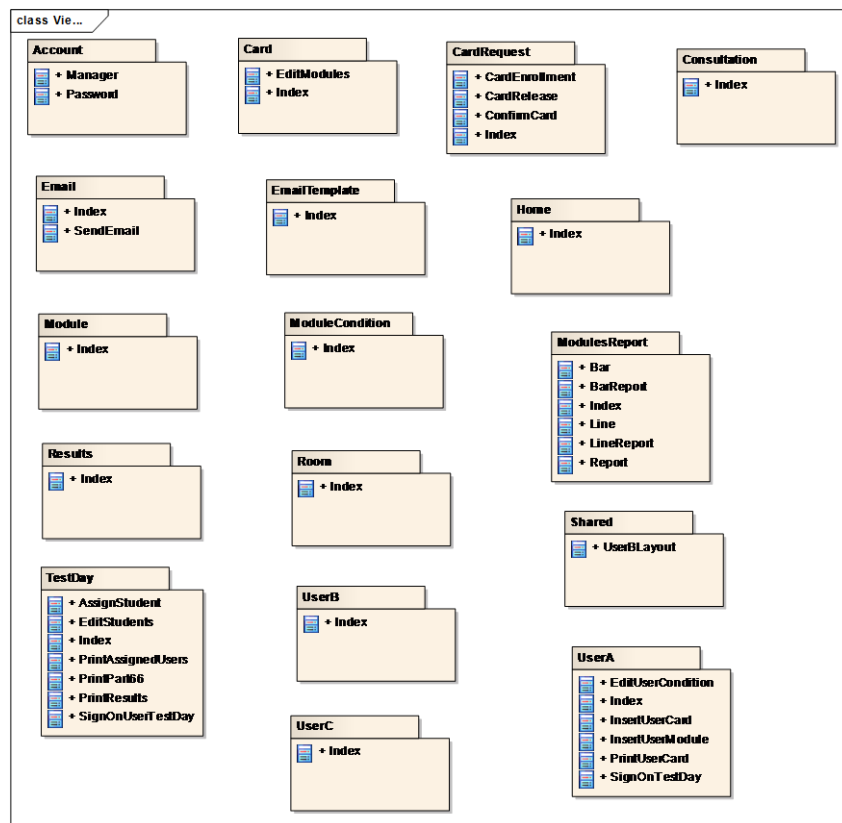 class Vie...
Account
+ Manager
+ Password
Card
+ EditModules
+ Index
CardRequest
+ CardEnrollment
+ CardRelease
+ ConfirmCard
+ Index
Consultation
+ Index
Email
+ Index
+ SendEmail
EmailTemplate
+ Index
Home
+ Index
Module
+ Index
ModuleCondition
+ Index
ModulesReport
+ Bar
+ BarReport
+ Index
+ Line
+ LineReport
+ Report
Results
+ Index
Room
+ Index
Shared
+ UserBLayout
TestDay
+ AssignStudent
+ EditStudents
+ Index
+ PrintAssignedUsers
+ PrintPart66
+ PrintResults
+ SignOnUserTestDay
UserB
+ Index
UserA
+ EditUserCondition
+ Index
+ InsertUserCard
+ InsertUserModule
+ PrintUserCard
+ SignOnTestDay
UserC
+ Index